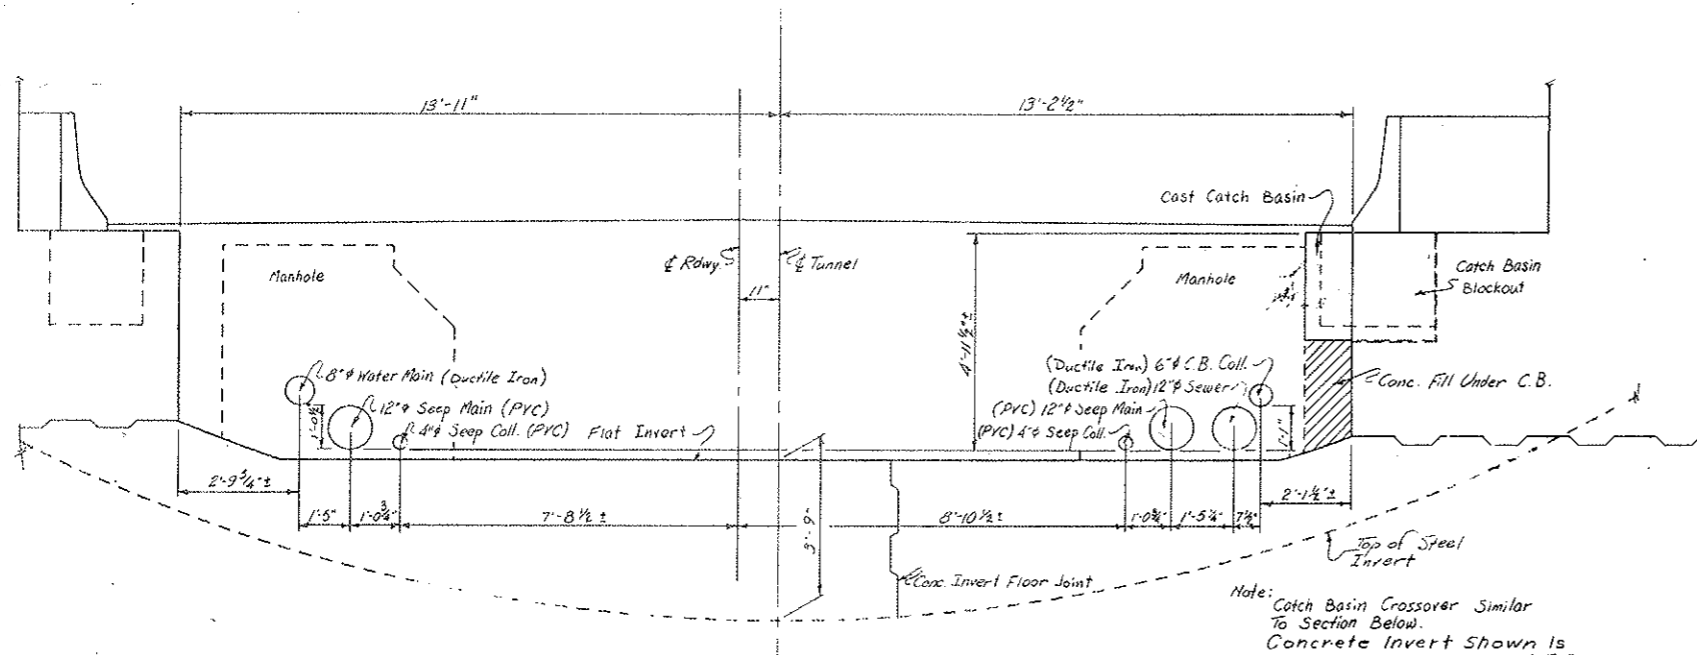 13'-11"
13'-2½"
Cast Catch Basin
℄ Rdwy.
℄ Tunnel
Manhole
11"
Manhole
Catch Basin
Blockout
4'-11½"±
8"ϕ Water Main (Ductile Iron)
(Ductile Iron) 6"ϕ C.B. Coll.
(Ductile Iron) 12"ϕ Sewer
Conc. Fill Under C.B.
12"ϕ Seep Main (PVC)
(PVC) 12"ϕ Seep Main
1'-0½"
4"ϕ Seep Coll. (PVC)
Flat Invert
(PVC) 4"ϕ Seep Coll.
1'-1"
2'-9¾"±
2'-1½"±
1'-5"
1'-0¾"
7'-8½ ±
8'-10½ ±
1'-0¾"
1'-5¼"
7½"
3'-9"
Top of Steel
Invert
Conc. Invert Floor Joint
Note:
Catch Basin Crossover Similar
To Section Below.
Concrete Invert Shown Is